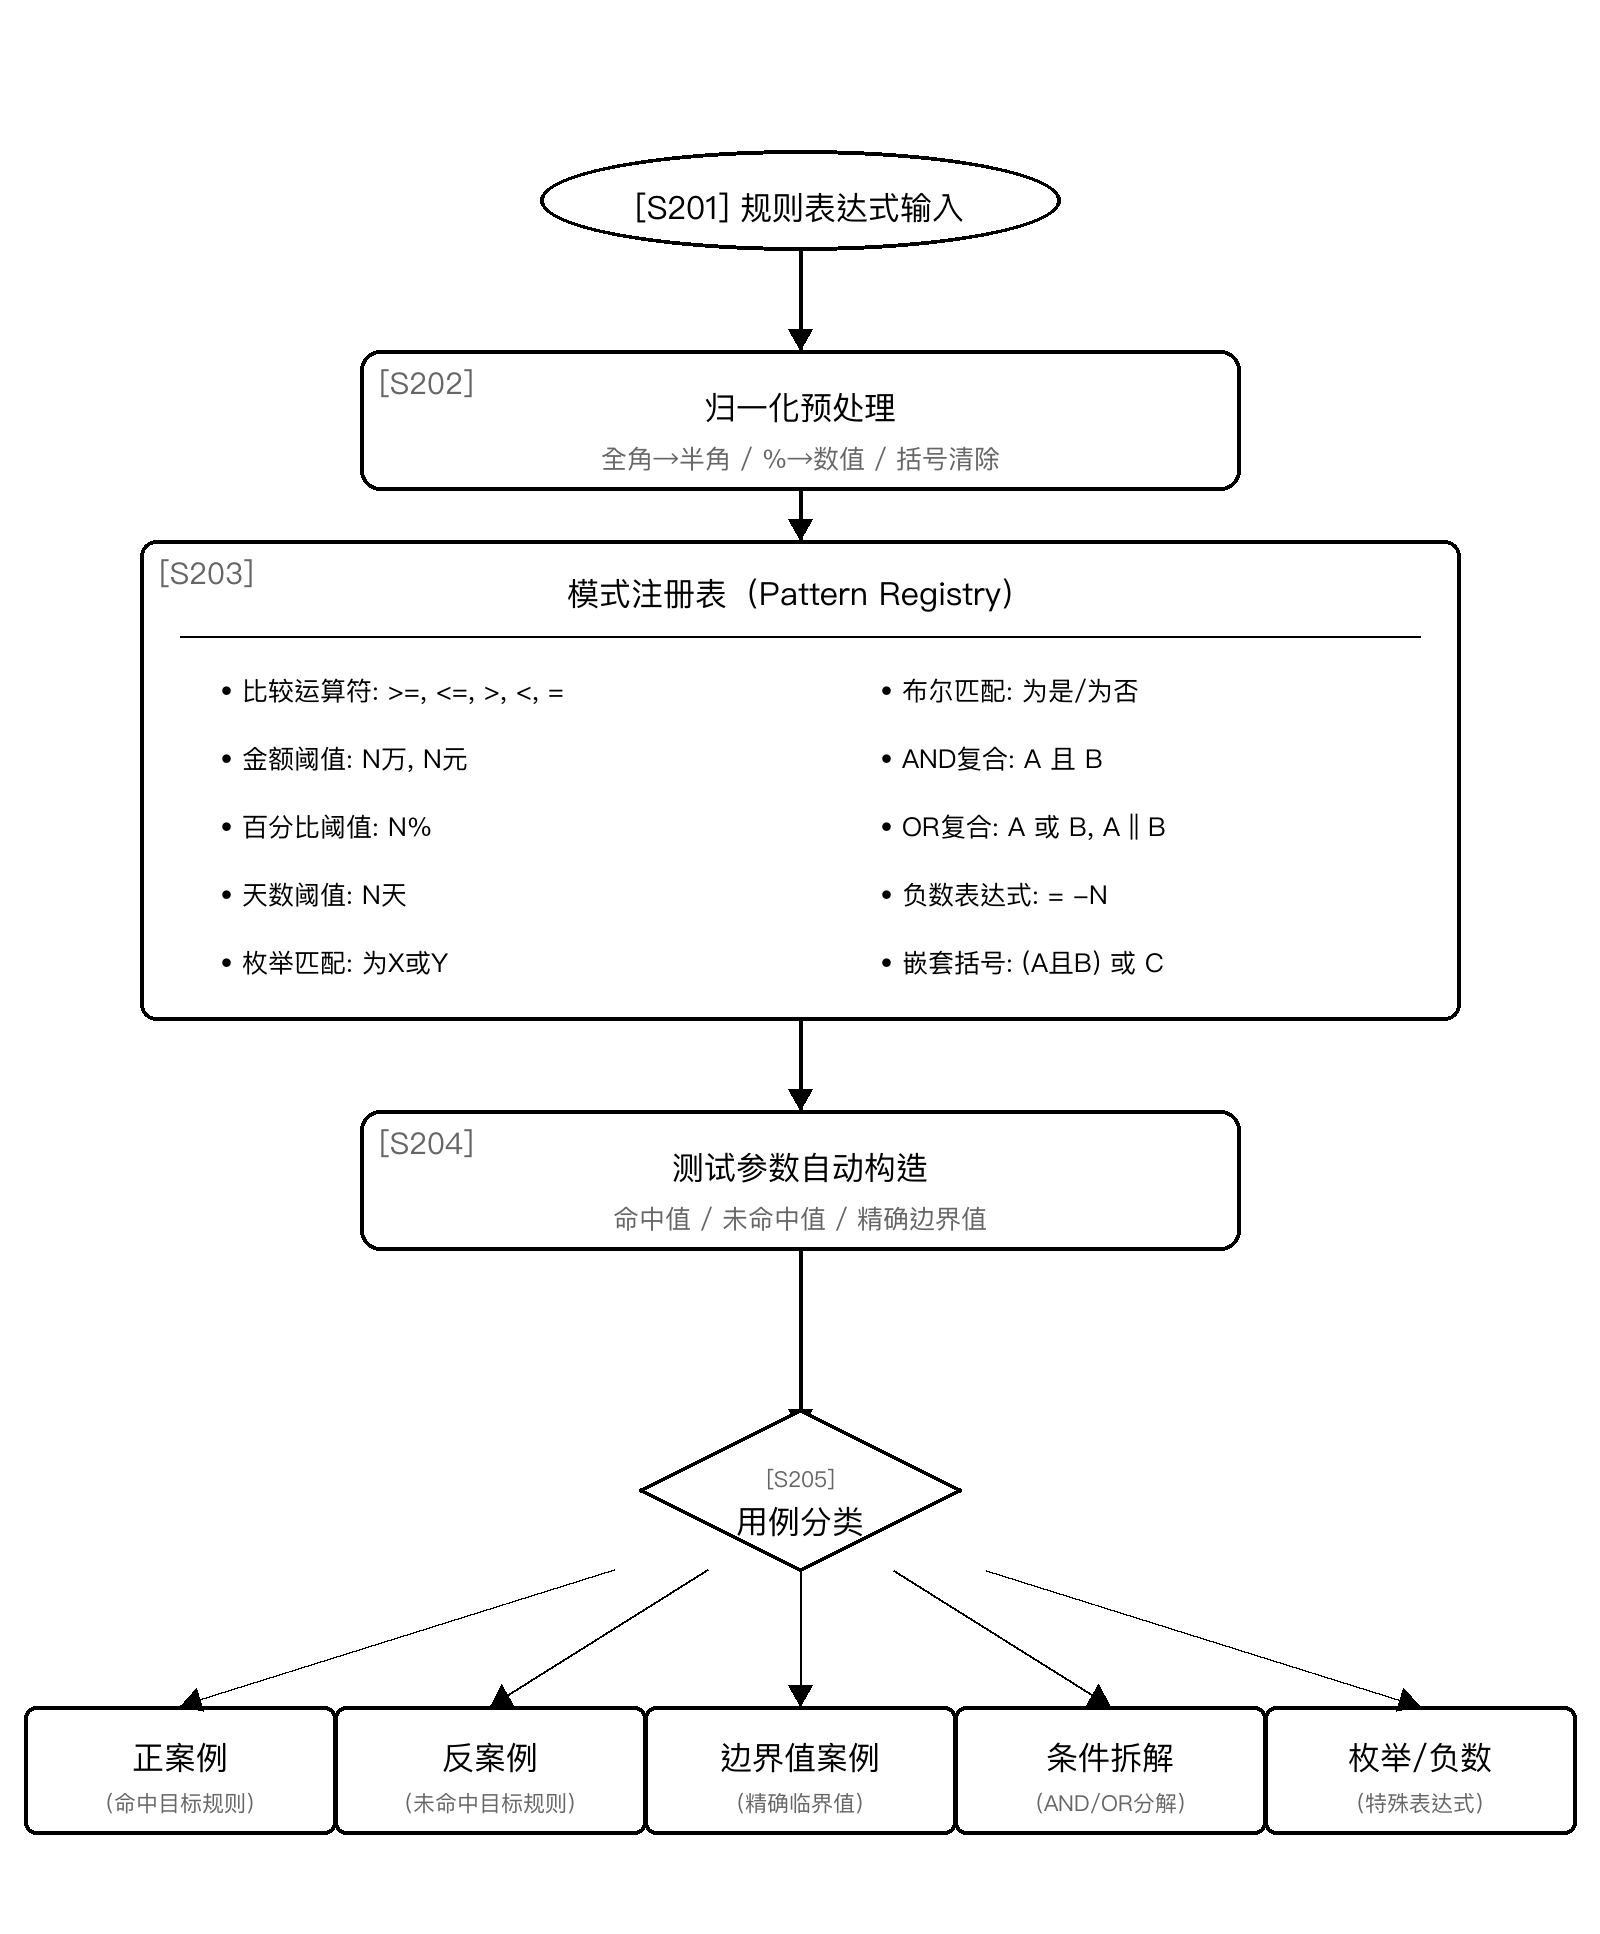 [S201] 规则表达式输入
[S202]
归一化预处理
全角→半角 / %→数值 / 括号清除
[S203]
模式注册表（Pattern Registry）
• 比较运算符: >=, <=, >, <, =
• 金额阈值: N万, N元
• 百分比阈值: N%
• 天数阈值: N天
• 枚举匹配: 为X或Y
• 布尔匹配: 为是/为否
• AND复合: A 且 B
• OR复合: A 或 B, A || B
• 负数表达式: = -N
• 嵌套括号: (A且B) 或 C
[S204]
测试参数自动构造
命中值 / 未命中值 / 精确边界值
[S205]
用例分类
正案例
（命中目标规则）
反案例
（未命中目标规则）
边界值案例
（精确临界值）
条件拆解
（AND/OR分解）
枚举/负数
（特殊表达式）